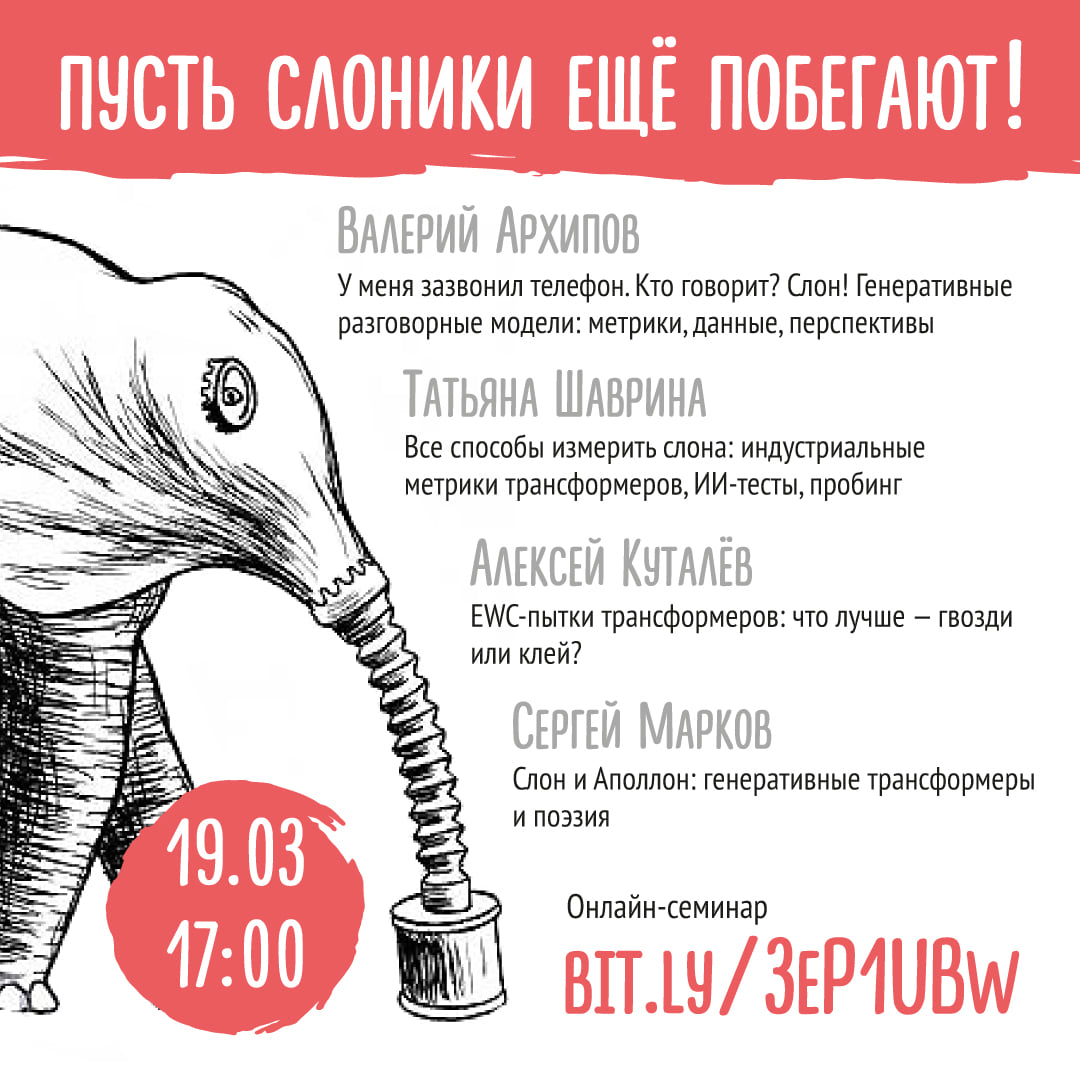 ПУСТЬ СЛОНИКИ ЕЩЁ ПОБЕГАЮТ!
ВАЛЕРИЙ АРХИПОВ
У меня зазвонил телефон. Кто говорит? Слон! Генеративные
разговорные модели: метрики, данные, перспективы
ТАТЬЯНА ШАВРИНА
Все способы измерить слона: индустриальные
метрики трансформеров, ИИ-тесты, пробинг
АЛЕКСЕЙ КУТАЛЁВ
EWC-пытки трансформеров: что лучше — гвозди
или клей?
СЕРГЕЙ МАРКОВ
Слон и Аполлон: генеративные трансформеры
и поэзия
19.03
17:00
Онлайн-семинар
BIT.LY/3EP1UBW